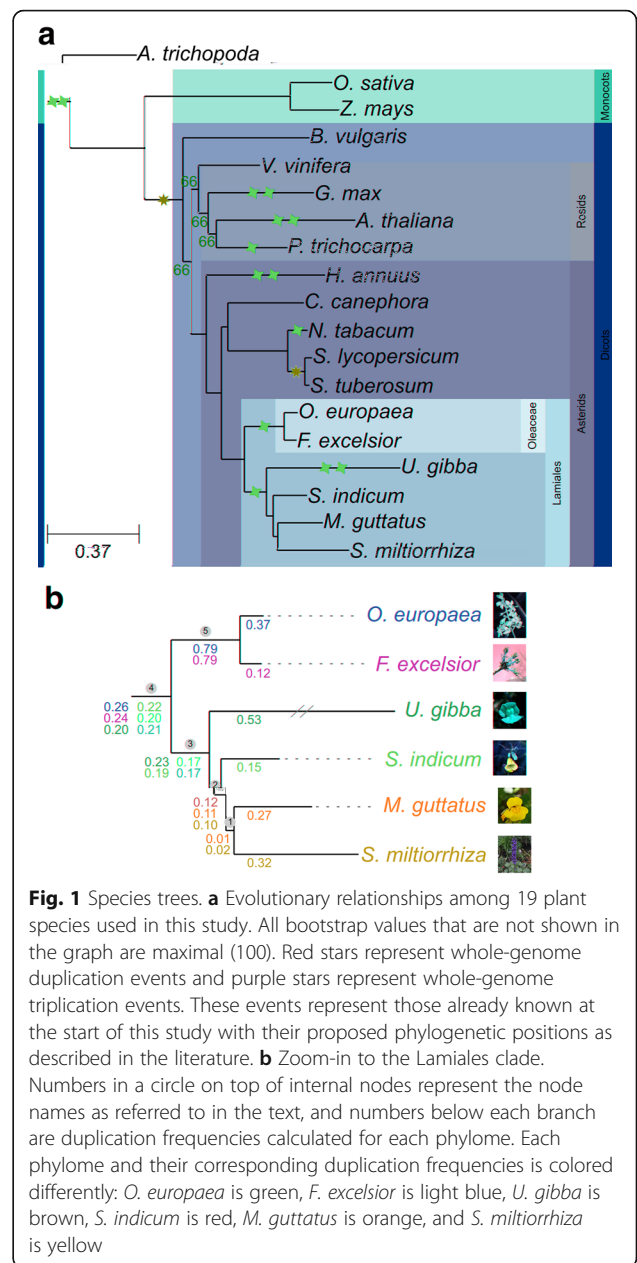 a
A. trichopoda
O. sativa
Z. mays
Monocots
B. vulgaris
V. vinifera
66
G. max
66
A. thaliana
66
P. trichocarpa
Rosids
66
H. annuus
C. canephora
N. tabacum
S. lycopersicum
S. tuberosum
Dicots
Asterids
O. europaea
F. excelsior
Oleaceae
U. gibba
S. indicum
M. guttatus
S. miltiorrhiza
Lamiales
0.37
b
5
0.37
O. europaea
0.79
0.79
0.12
F. excelsior
4
0.26 0.22
0.24 0.20
0.20 0.21
0.53
U. gibba
3
0.23 0.17
0.19 0.17
0.15
S. indicum
2
0.12
0.11
0.10
1
0.27
M. guttatus
0.01
0.02
0.32
S. miltiorrhiza
Fig. 1 Species trees. a Evolutionary relationships among 19 plant
species used in this study. All bootstrap values that are not shown in
the graph are maximal (100). Red stars represent whole-genome
duplication events and purple stars represent whole-genome
triplication events. These events represent those already known at
the start of this study with their proposed phylogenetic positions as
described in the literature. b Zoom-in to the Lamiales clade.
Numbers in a circle on top of internal nodes represent the node
names as referred to in the text, and numbers below each branch
are duplication frequencies calculated for each phylome. Each
phylome and their corresponding duplication frequencies is colored
differently: O. europaea is green, F. excelsior is light blue, U. gibba is
brown, S. indicum is red, M. guttatus is orange, and S. miltiorrhiza
is yellow